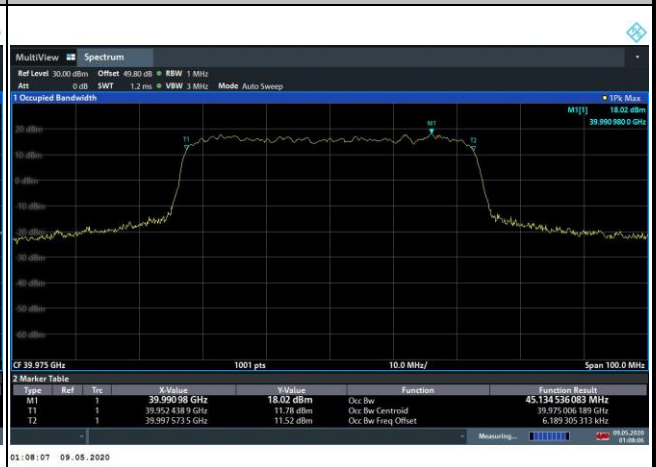 MultiView Spectrum
Ref Level 30.00 dBm Offset 49.80 dB RBW 1 MHz
Att 0 dB SWT 1.2 ms VBW 3 MHz Mode Auto Sweep
1 Occupied Bandwidth 1Pk Max
M1[1] 18.02 dBm
39.990 980 0 GHz
M1
20 dBm
T1 T2
10 dBm
0 dBm
-10 dBm
-20 dBm
-30 dBm
-40 dBm
-50 dBm
-60 dBm
CF 39.975 GHz 1001 pts 10.0 MHz/ Span 100.0 MHz
2 Marker Table
Type Ref Trc X-Value Y-Value Function Function Result
M1 1 39.990 98 GHz 18.02 dBm Occ Bw 45.134 536 083 MHz
T1 1 39.952 438 9 GHz 11.78 dBm Occ Bw Centroid 39.975 006 189 GHz
T2 1 39.997 573 5 GHz 11.52 dBm Occ Bw Freq Offset 6.189 305 313 kHz
Measuring... 09.05.2020
01:08:06
01:08:07 09.05.2020